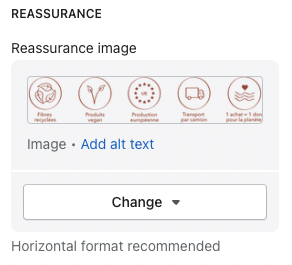 REASSURANCE
Reassurance image
UE
Fibres
recyclées
Produits
vegan
Production
européenne
Transport
par camion
1 achat = 1 don
pour la planète
Image • Add alt text
Change
Horizontal format recommended